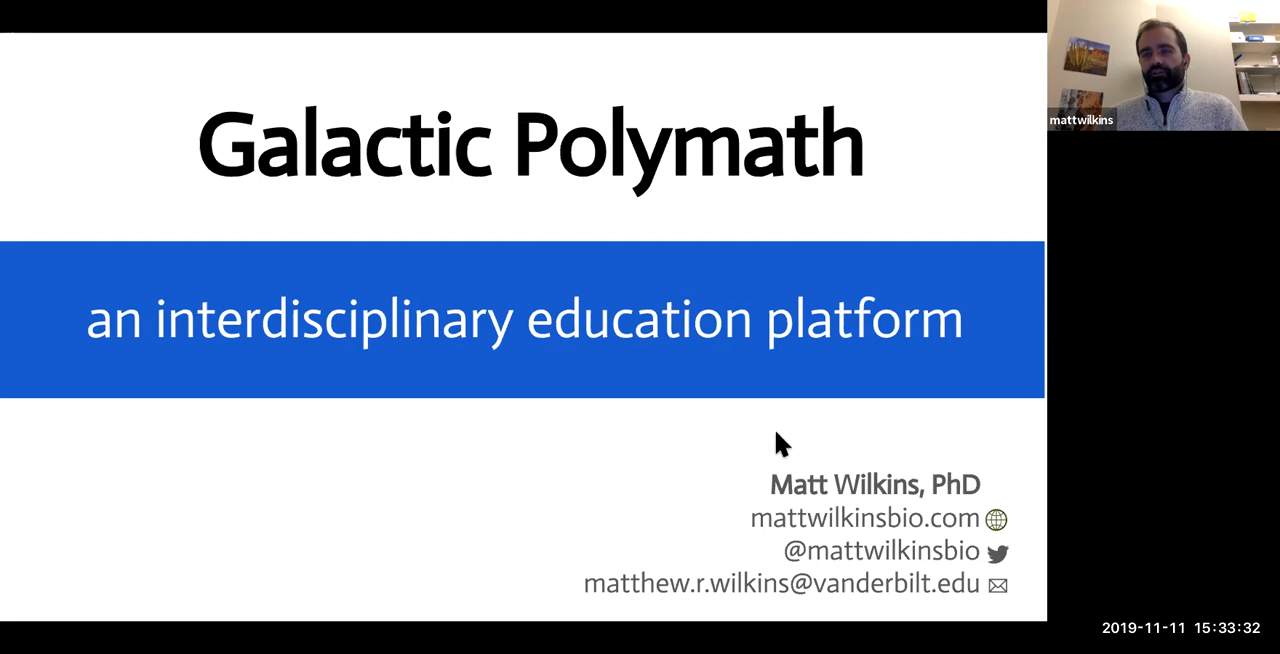 Galactic Polymath
an interdisciplinary education platform
Matt Wilkins, PhD
mattwilkinsbio.com
@mattwilkinsbio
matthew.r.wilkins@vanderbilt.edu
mattwilkins
2019-11-11 15:33:32